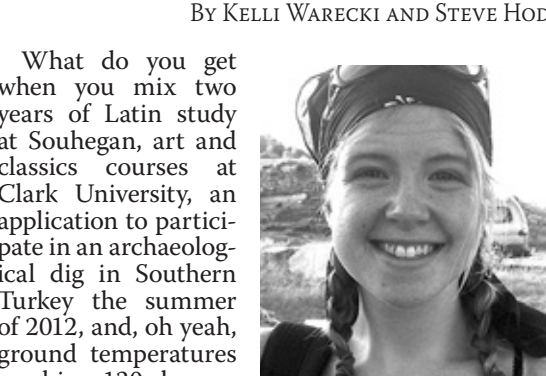 BY KELLI WARECKI AND STEVE
What do you get
when you mix two
years of Latin study
at Souhegan, art and
classics courses at
Clark University, an
application to partici-
pate in an archaeolog-
ical dig in Southern
Turkey the summer
of 2012, and, oh yeah,
ground temperatures